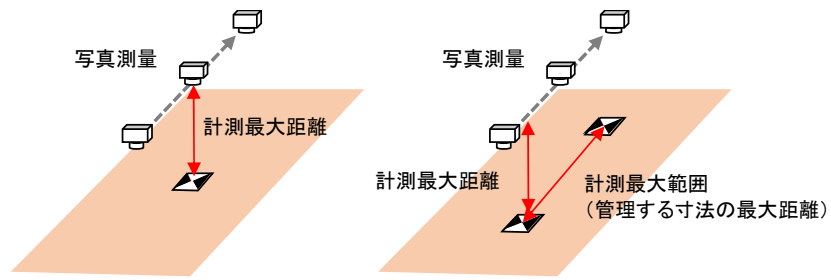 写真測量
計測最大距離
写真測量
計測最大距離
計測最大範囲
（管理する寸法の最大距離）